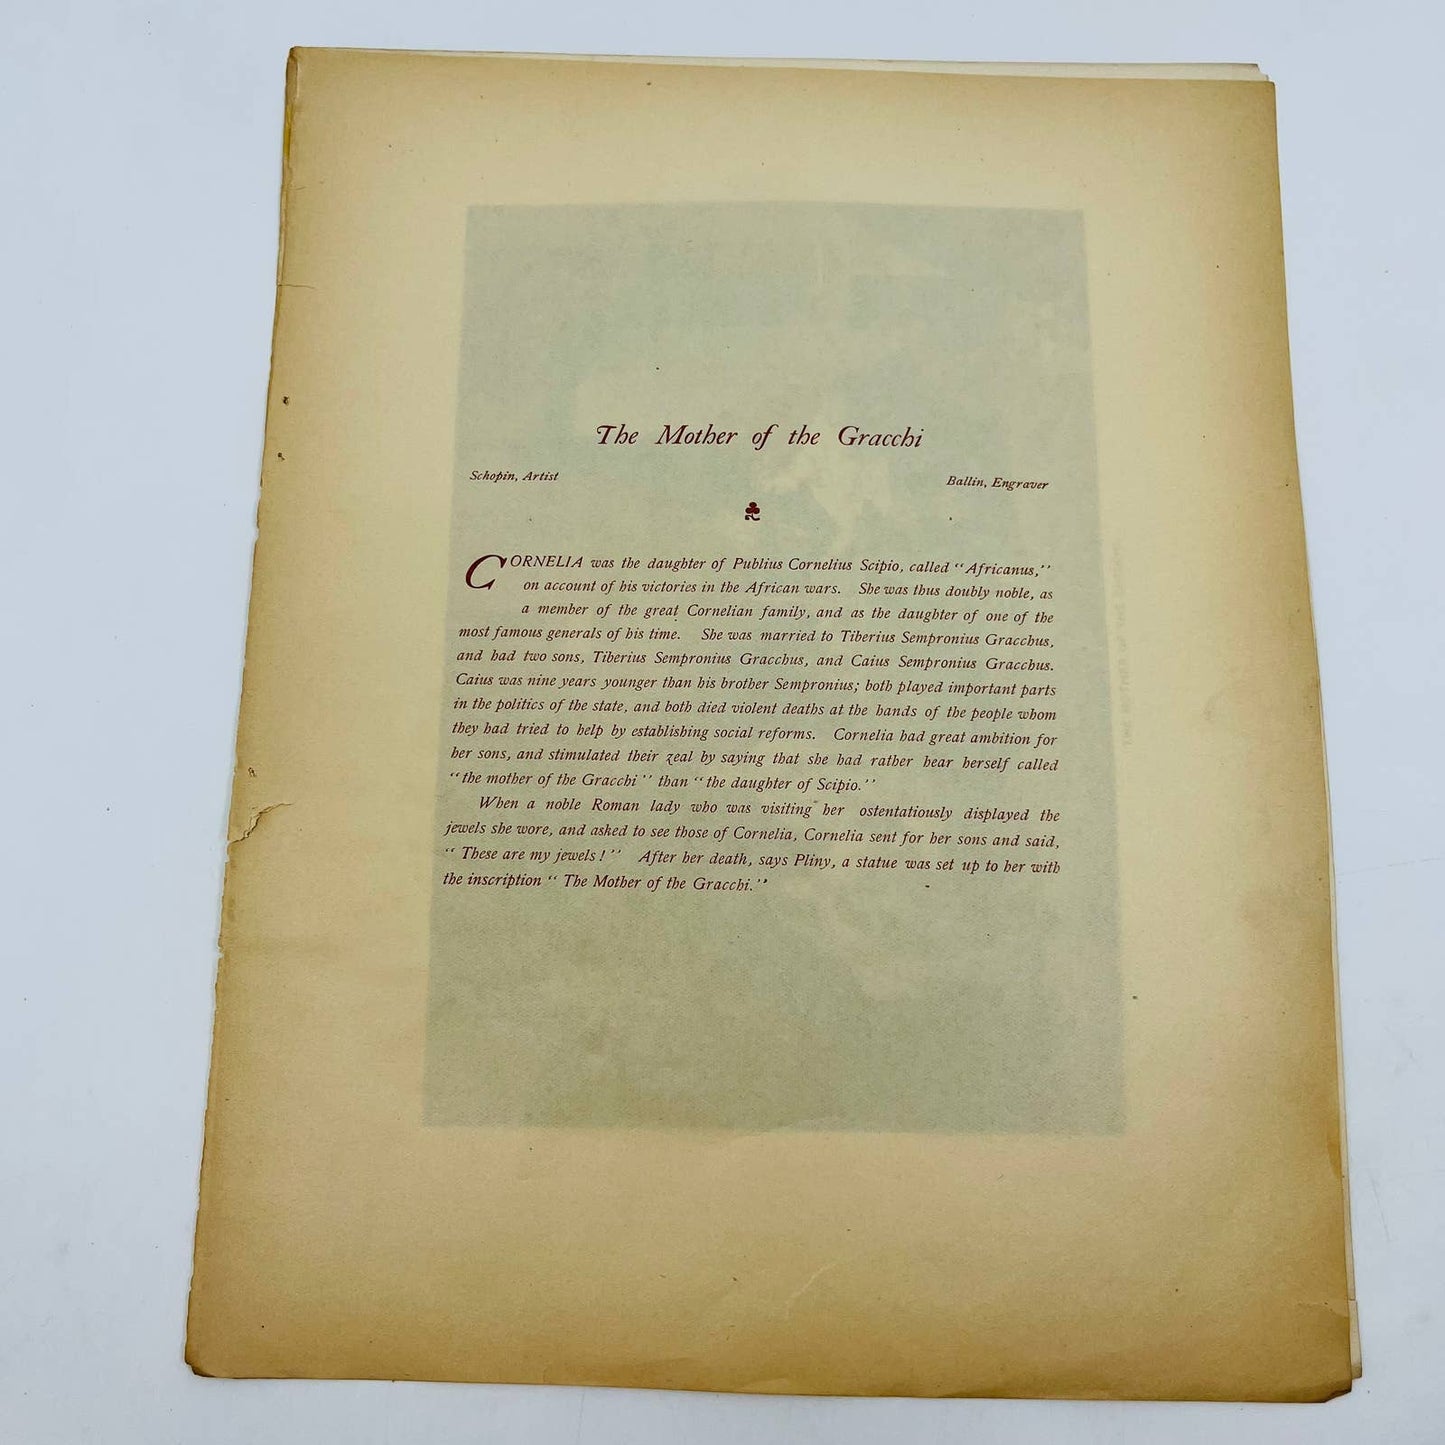 The Mother of the Gracchi
Schopin, Artist
Ballin, Engraver
CORNELIA was the daughter of Publius Cornelius Scipio, called “Africanus,”
on account of his victories in the African wars. She was thus doubly noble, as
a member of the great Cornelian family, and as the daughter of one of the
most famous generals of his time. She was married to Tiberius Sempronius Gracchus,
and had two sons, Tiberius Sempronius Gracchus, and Caius Sempronius Gracchus.
Caius was nine years younger than his brother Sempronius; both played important parts
in the politics of the state, and both died violent deaths at the hands of the people whom
they had tried to help by establishing social reforms. Cornelia had great ambition for
her sons, and stimulated their zeal by saying that she had rather hear herself called
“the mother of the Gracchi” than “the daughter of Scipio.”
When a noble Roman lady who was visiting her ostentatiously displayed the
jewels she wore, and asked to see those of Cornelia, Cornelia sent for her sons and said,
“These are my jewels!” After her death, says Pliny, a statue was set up to her with
the inscription “The Mother of the Gracchi.”